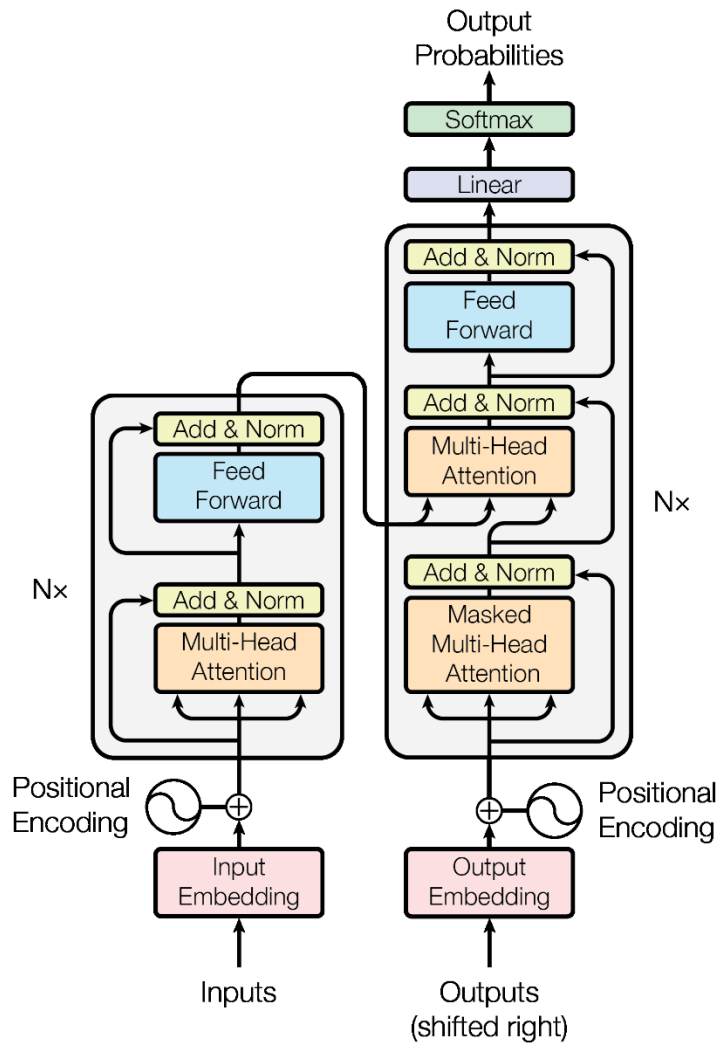 Output
Probabilities
Softmax
Linear
Add & Norm
Feed
Forward
Add & Norm
Multi-Head
Attention
Add & Norm
Masked
Multi-Head
Attention
N×
Add & Norm
Feed
Forward
Add & Norm
Multi-Head
Attention
N×
Positional
Encoding
Positional
Encoding
Input
Embedding
Output
Embedding
Inputs
Outputs
(shifted right)